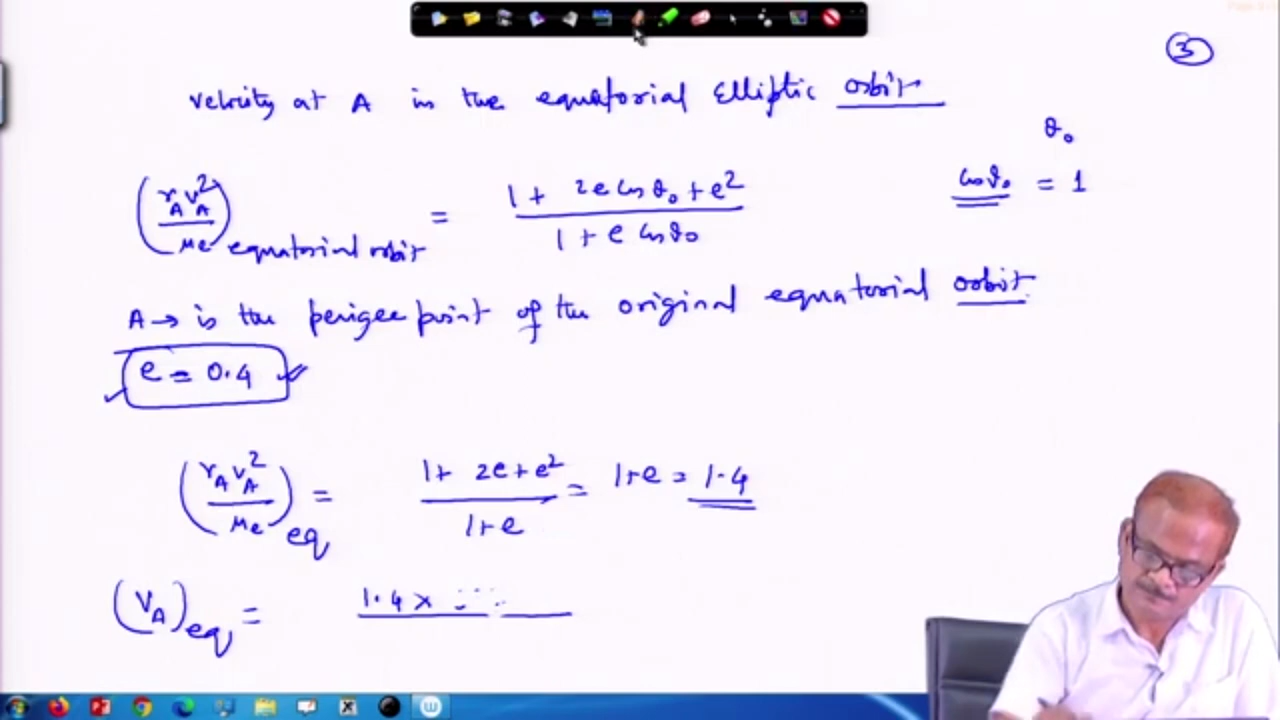 3
velocity at A in the equatorial Elliptic orbit
θ₀
(r_A v_A² / μe) equatorial orbit = (1 + 2e cos θ₀ + e²) / (1 + e cos θ₀)
cos θ₀ = 1
A → is the perigee point of the original equatorial orbit.
e = 0.4
(r_A v_A² / μe)eq = (1 + 2e + e²) / (1 + e) = 1+e = 1.4
(V_A)eq = 1.4 ×